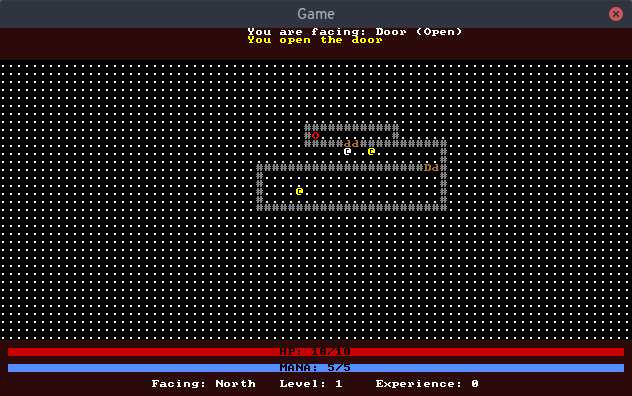 Game
You are facing: Door (Open)
You open the door
HP: 10/10
MANA: 5/5
Facing: North Level: 1 Experience: 0